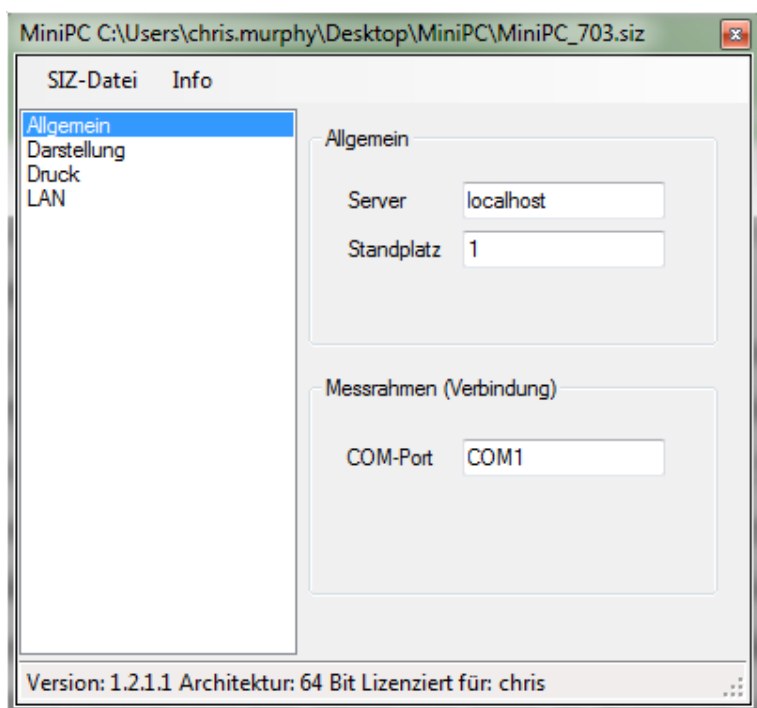 MiniPC C:\Users\chris.murphy\Desktop\MiniPC\MiniPC_703.siz
SIZ-Datei Info
Allgemein
Darstellung
Druck
LAN
Allgemein
Server localhost
Standplatz 1
Messrahmen (Verbindung)
COM-Port COM1
Version: 1.2.1.1 Architektur: 64 Bit Lizenziert für: chris